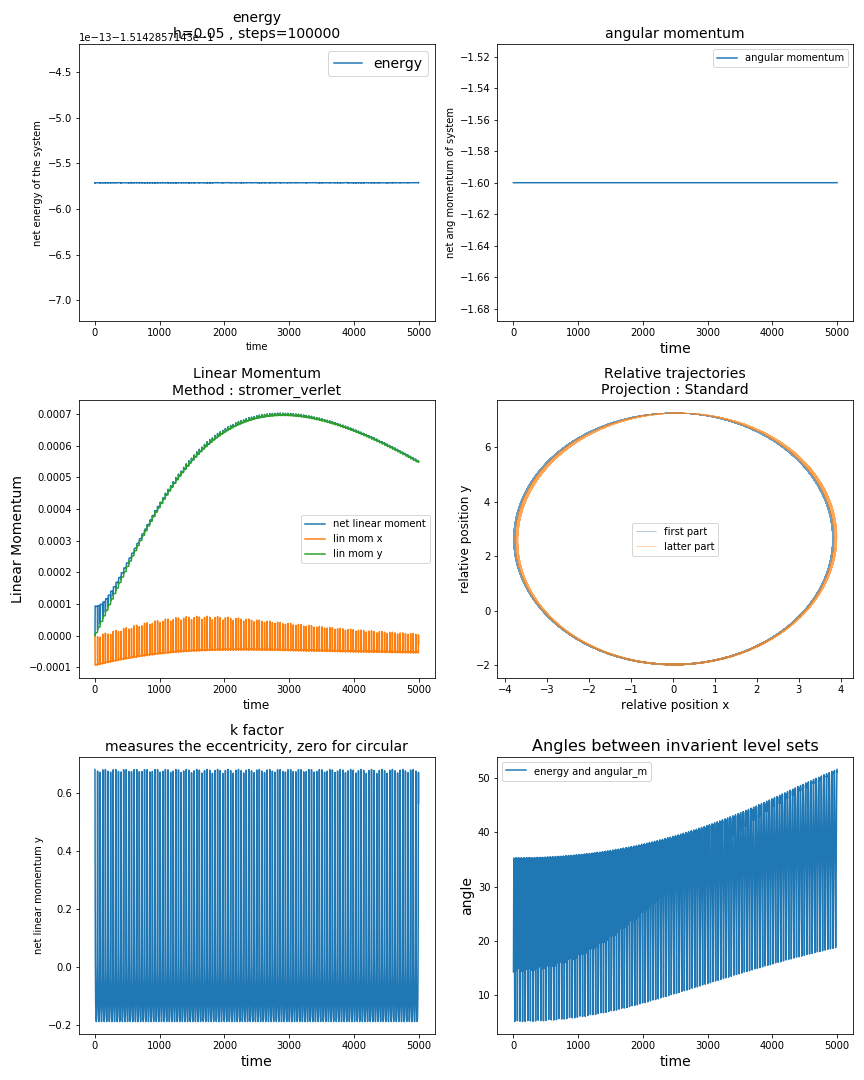 energy
h=0.05 , steps=100000
1e−13−1.5142857143e−1
energy
net energy of the system
−4.5
−5.0
−5.5
−6.0
−6.5
−7.0
0 1000 2000 3000 4000 5000
time
angular momentum
angular momentum
net ang momentum of system
−1.52
−1.54
−1.56
−1.58
−1.60
−1.62
−1.64
−1.66
−1.68
0 1000 2000 3000 4000 5000
time
Linear Momentum
Method : stromer_verlet
Linear Momentum
0.0007
0.0006
0.0005
0.0004
0.0003
0.0002
0.0001
0.0000
−0.0001
net linear moment
lin mom x
lin mom y
0 1000 2000 3000 4000 5000
time
Relative trajectories
Projection : Standard
relative position y
6
4
2
0
−2
first part
latter part
−4 −3 −2 −1 0 1 2 3 4
relative position x
k factor
measures the eccentricity, zero for circular
net linear momentum y
0.6
0.4
0.2
0.0
−0.2
0 1000 2000 3000 4000 5000
time
Angles between invarient level sets
energy and angular_m
angle
50
40
30
20
10
0 1000 2000 3000 4000 5000
time